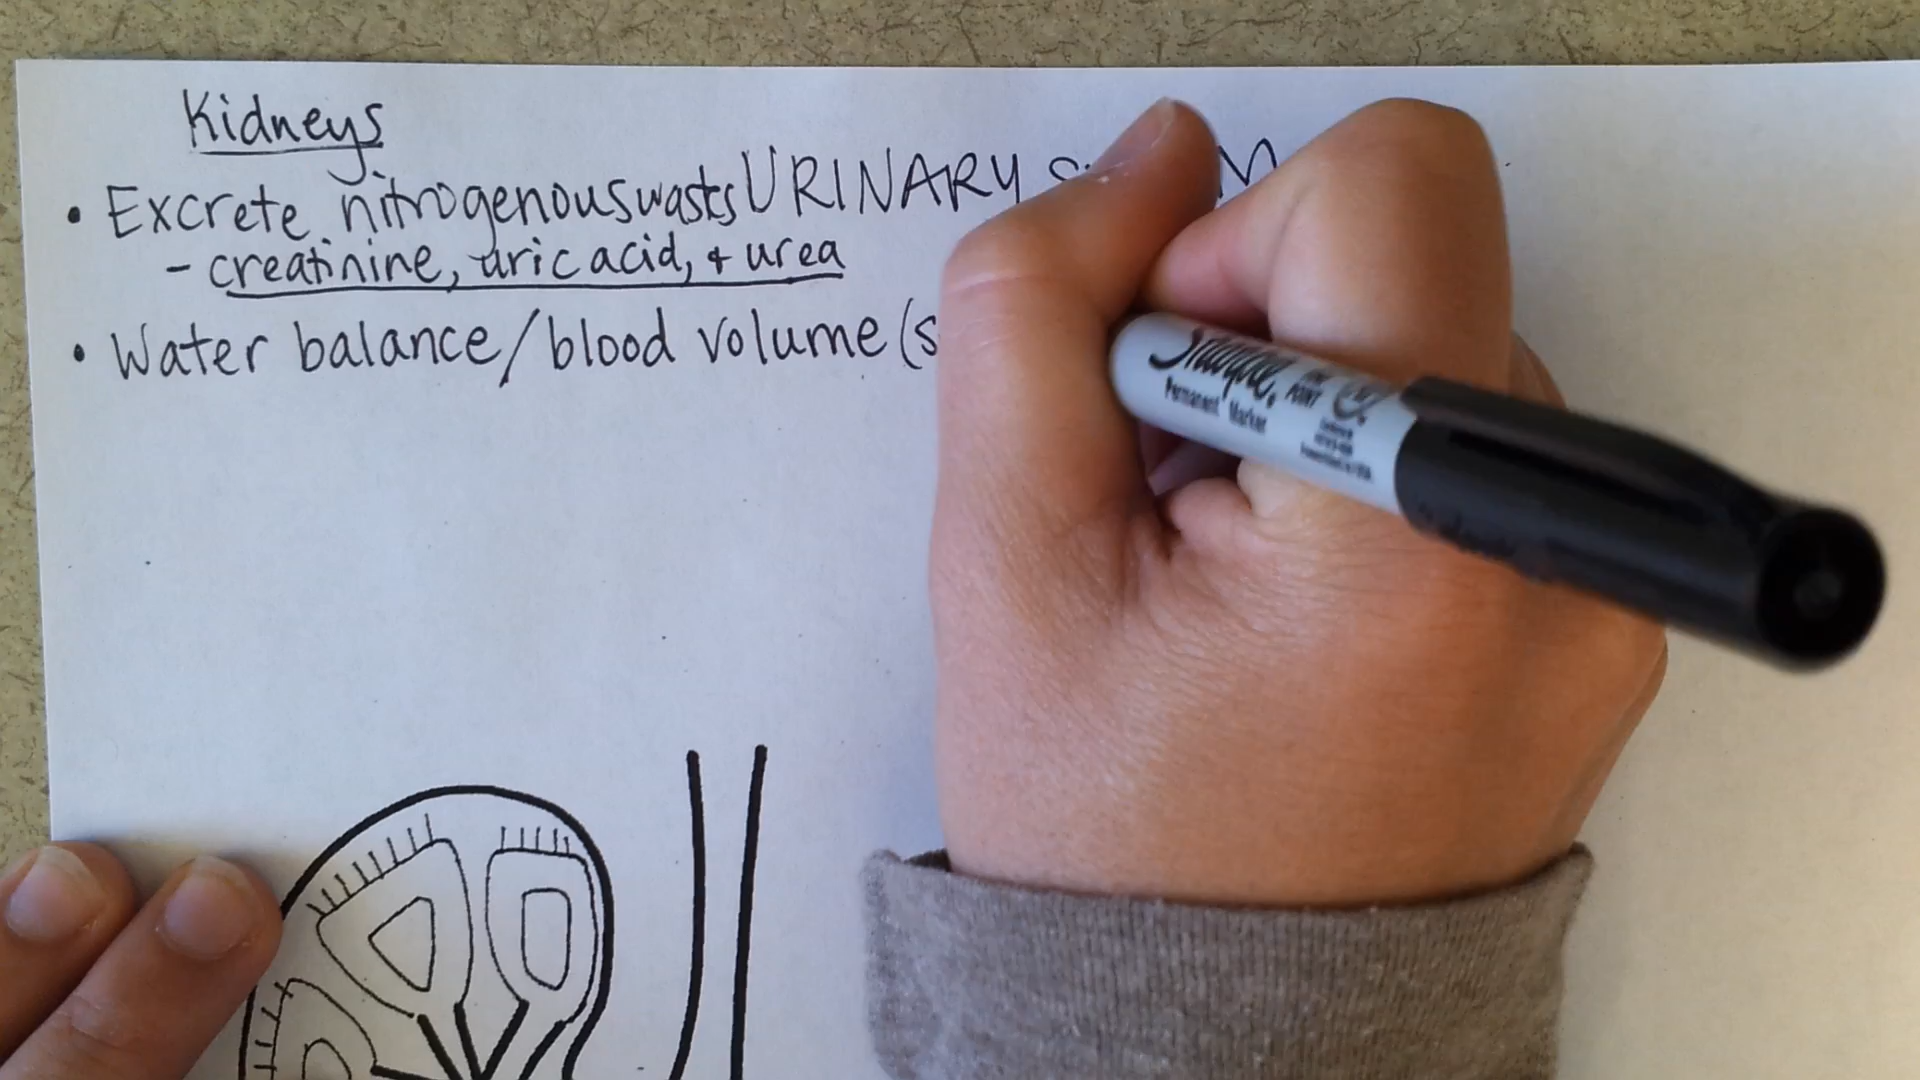 Kidneys
• Excrete nitrogenous wasts URINARY
- creatinine, uric acid, + urea
• Water balance/blood volume (s
Sharpie.
Permanent Marker